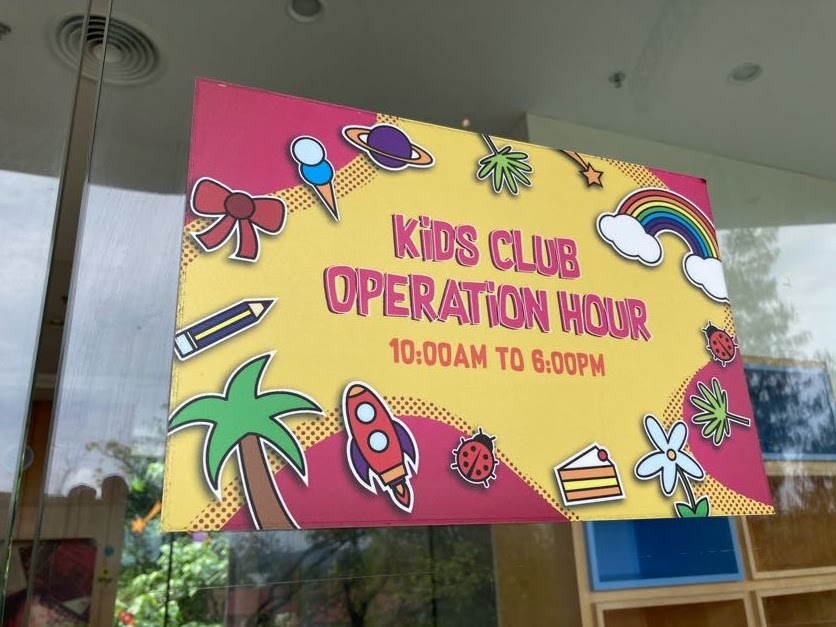 KiDS CLUB
OPERATiON HOUR
10:00AM TO 6:00PM